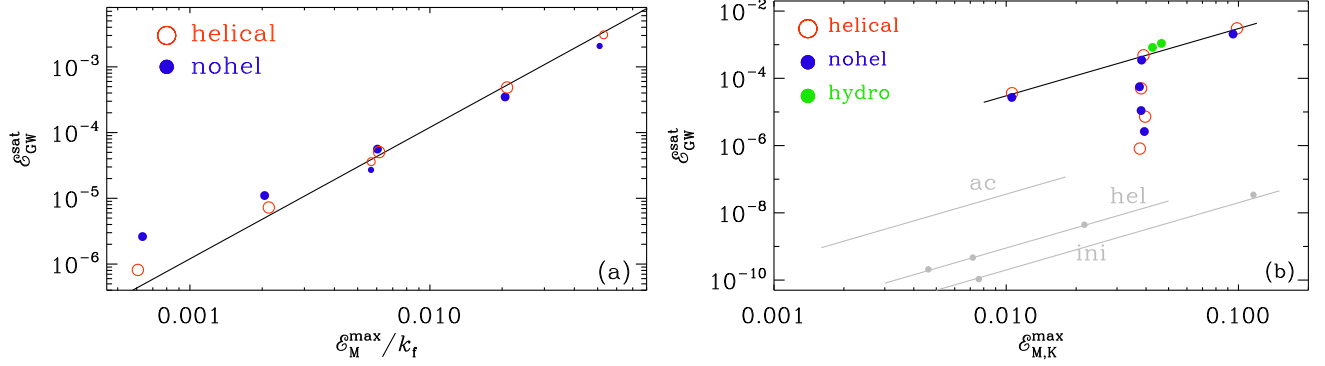 helical
nohel
10⁻³
10⁻⁴
10⁻⁵
10⁻⁶
ℰ_GW^sat
(a)
0.001
0.010
ℰ_M^max/k_f
helical
nohel
hydro
10⁻²
10⁻⁴
10⁻⁶
10⁻⁸
10⁻¹⁰
ℰ_GW^sat
ac
hel
ini
(b)
0.001
0.010
0.100
ℰ_M,K^max